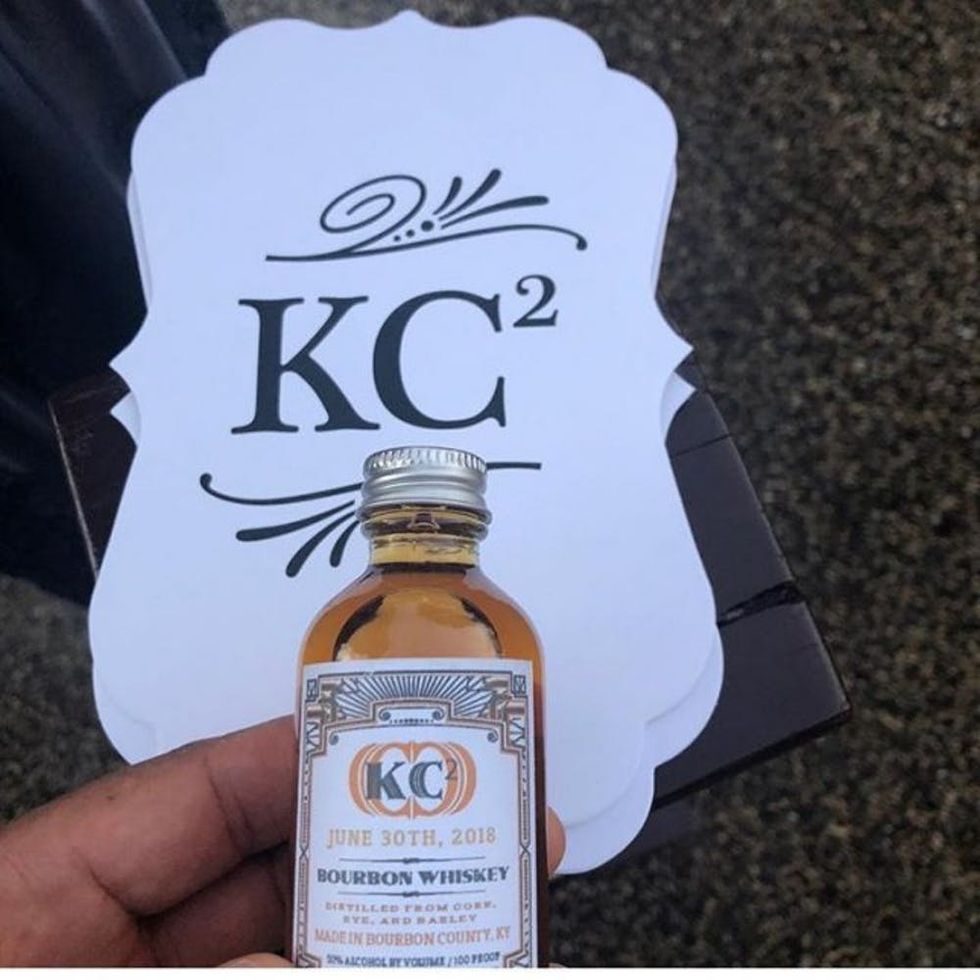 KC²
KC²
JUNE 30TH, 2018
BOURBON WHISKEY
DISTILLED FROM CORN,
RYE, AND BARLEY
MADE IN BOURBON COUNTY, KY
50% ALCOHOL BY VOLUME / 100 PROOF